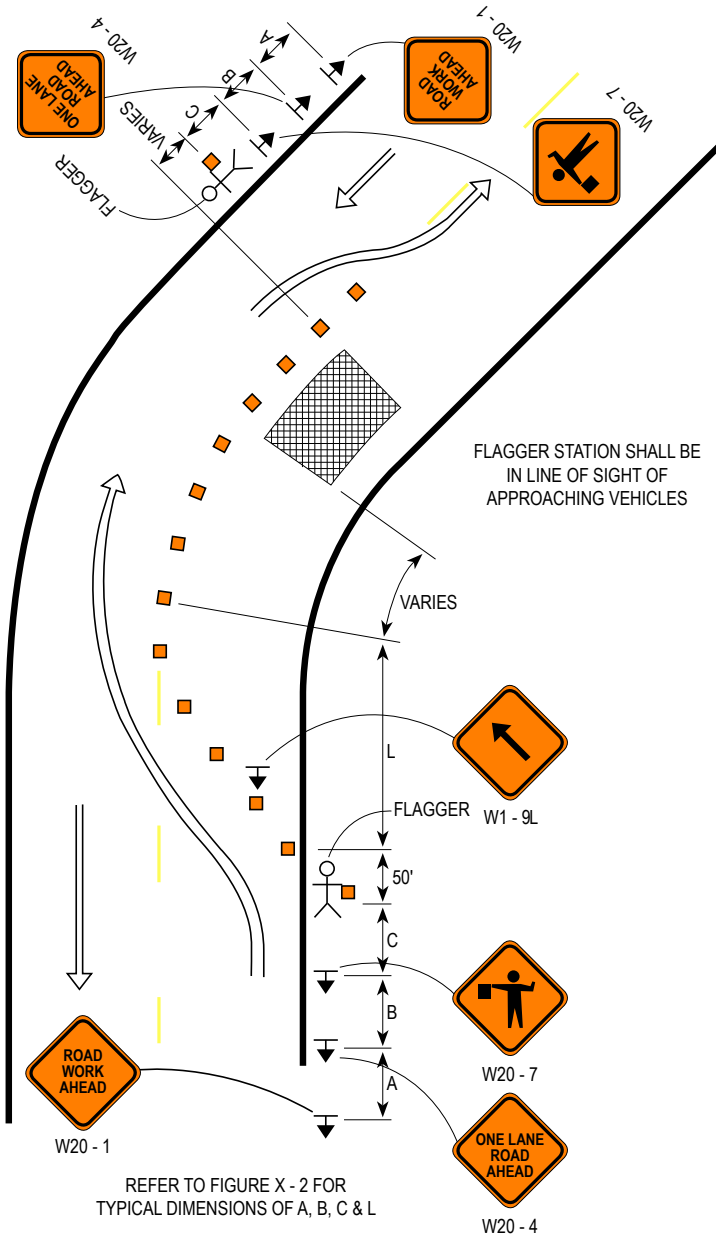 W20 - 4
ONE LANE
ROAD
AHEAD
A
B
C
VARIES
FLAGGER
W20 - 1
ROAD
WORK
AHEAD
W20 - 7
FLAGGER STATION SHALL BE
IN LINE OF SIGHT OF
APPROACHING VEHICLES
VARIES
L
W1 - 9L
FLAGGER
50'
C
B
W20 - 7
A
ROAD
WORK
AHEAD
W20 - 1
ONE LANE
ROAD
AHEAD
W20 - 4
REFER TO FIGURE X - 2 FOR
TYPICAL DIMENSIONS OF A, B, C & L